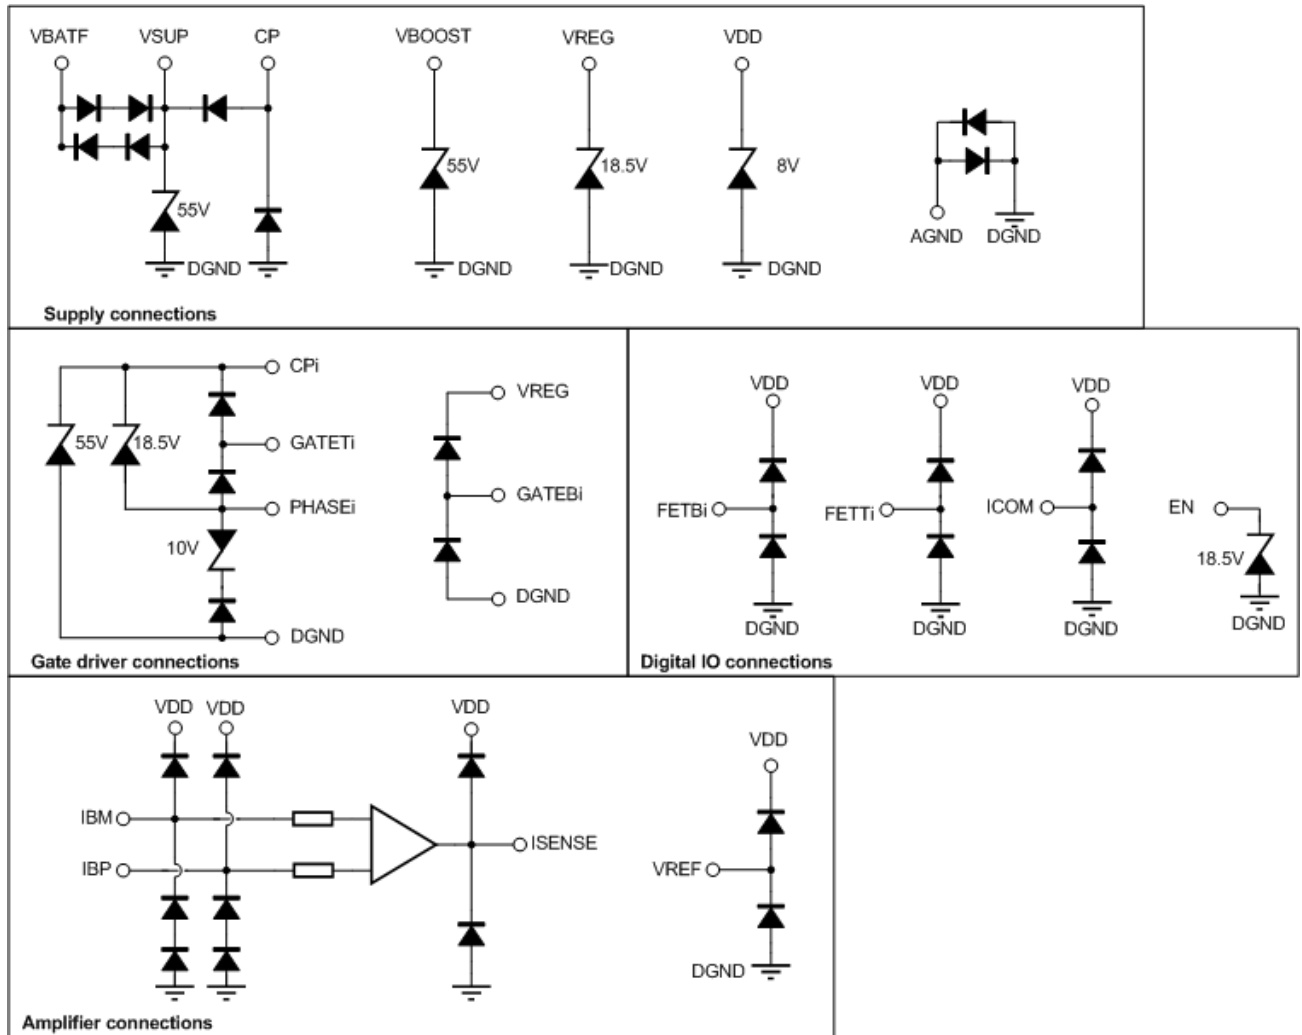 VBATF VSUP CP VBOOST VREG VDD
55V 18.5V 8V
55V
AGND DGND
DGND DGND DGND DGND
Supply connections
CPi
VREG
55V 18.5V GATETi
GATEBi
PHASEi
10V
DGND
DGND
Gate driver connections
VDD VDD VDD
FETBi FETTi ICOM EN
18.5V
DGND DGND DGND DGND
Digital IO connections
VDD VDD VDD
VDD
IBM
ISENSE
IBP VREF
DGND
Amplifier connections